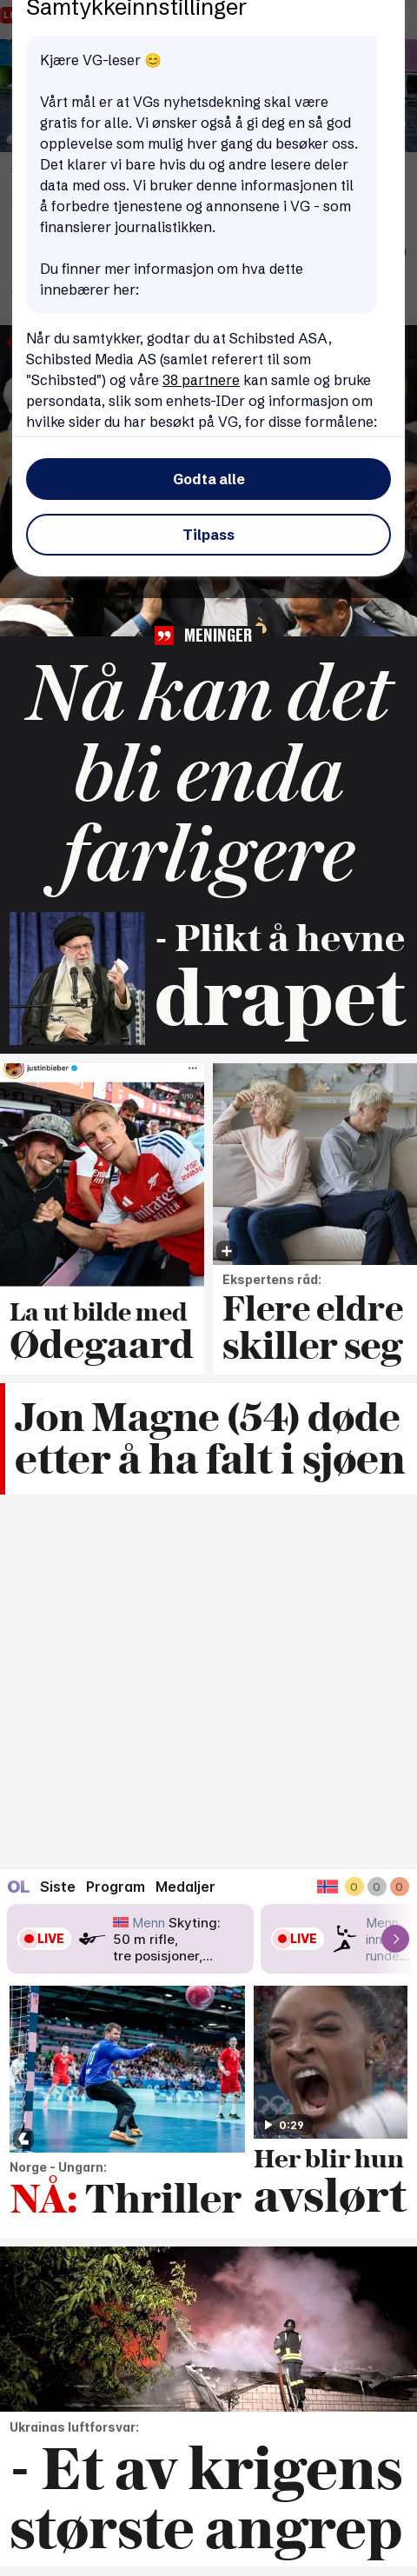 Samtykkeinnstillinger
Kjære VG-leser 😊
Vårt mål er at VGs nyhetsdekning skal være
gratis for alle. Vi ønsker også å gi deg en så god
opplevelse som mulig hver gang du besøker oss.
Det klarer vi bare hvis du og andre lesere deler
data med oss. Vi bruker denne informasjonen til
å forbedre tjenestene og annonsene i VG - som
finansierer journalistikken.
Du finner mer informasjon om hva dette
innebærer her:
Når du samtykker, godtar du at Schibsted ASA,
Schibsted Media AS (samlet referert til som
"Schibsted") og våre 38 partnere kan samle og bruke
persondata, slik som enhets-IDer og informasjon om
hvilke sider du har besøkt på VG, for disse formålene:
Godta alle
Tilpass
MENINGER
Nå kan det
bli enda
farligere
- Plikt å hevne
drapet
justinbieber
1/10
La ut bilde med
Ødegaard
Ekspertens råd:
Flere eldre
skiller seg
Jon Magne (54) døde
etter å ha falt i sjøen
OL Siste Program Medaljer 0 0 0
LIVE
Menn Skyting:
50 m rifle,
tre posisjoner,...
LIVE
Menn
runde...
0:29
Norge - Ungarn:
NÅ: Thriller
Her blir hun
avslørt
Ukrainas luftforsvar:
- Et av krigens
største angrep